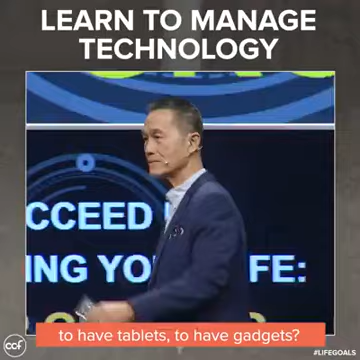 LEARN TO MANAGE
TECHNOLOGY
CCEED
ING YO
FE:
to have tablets, to have gadgets?
ccf
#LIFEGOALS